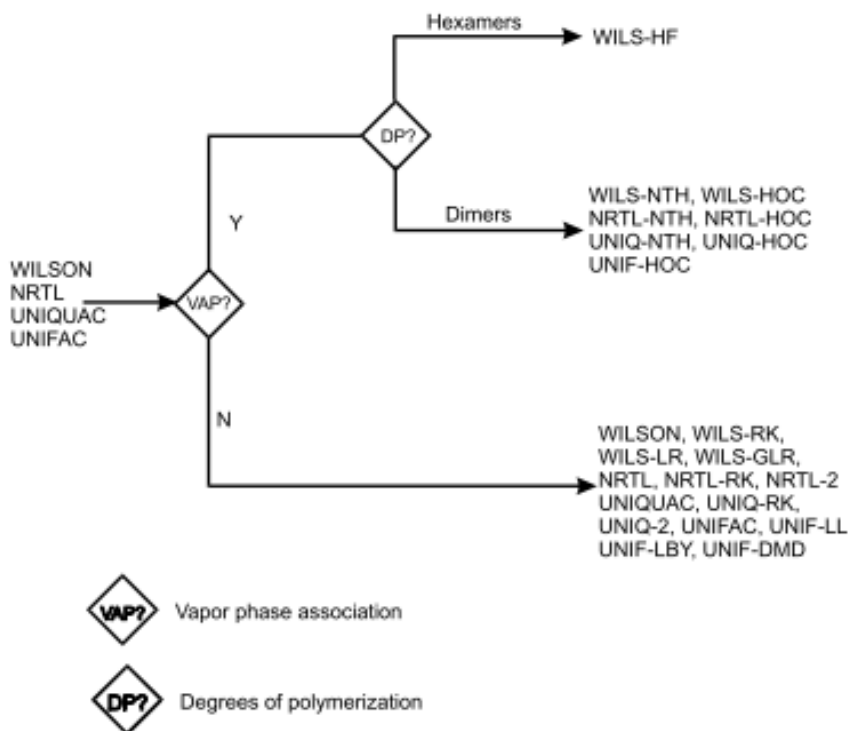 Hexamers
WILS-HF
DP?
Dimers
WILS-NTH, WILS-HOC
NRTL-NTH, NRTL-HOC
UNIQ-NTH, UNIQ-HOC
UNIF-HOC
Y
WILSON
NRTL
UNIQUAC
UNIFAC
VAP?
N
WILSON, WILS-RK,
WILS-LR, WILS-GLR,
NRTL, NRTL-RK, NRTL-2
UNIQUAC, UNIQ-RK,
UNIQ-2, UNIFAC, UNIF-LL
UNIF-LBY, UNIF-DMD
VAP? Vapor phase association
DP? Degrees of polymerization